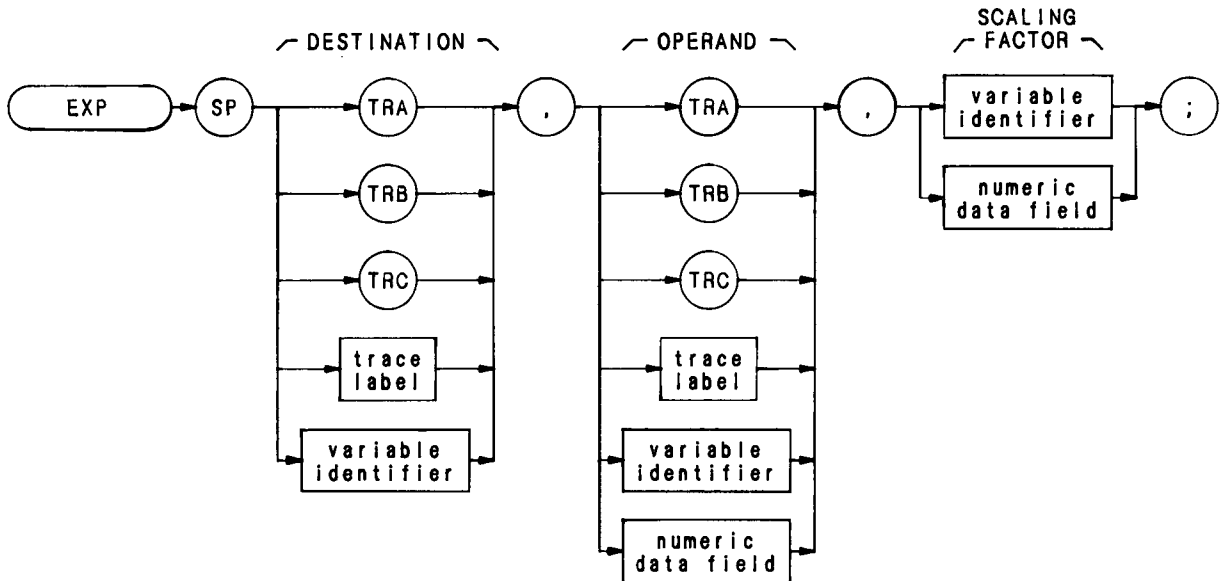 SCALING
DESTINATION OPERAND FACTOR
EXP SP TRA , TRA , variable identifier ;
TRB TRB numeric data field
TRC TRC
trace label trace label
variable identifier variable identifier
numeric data field